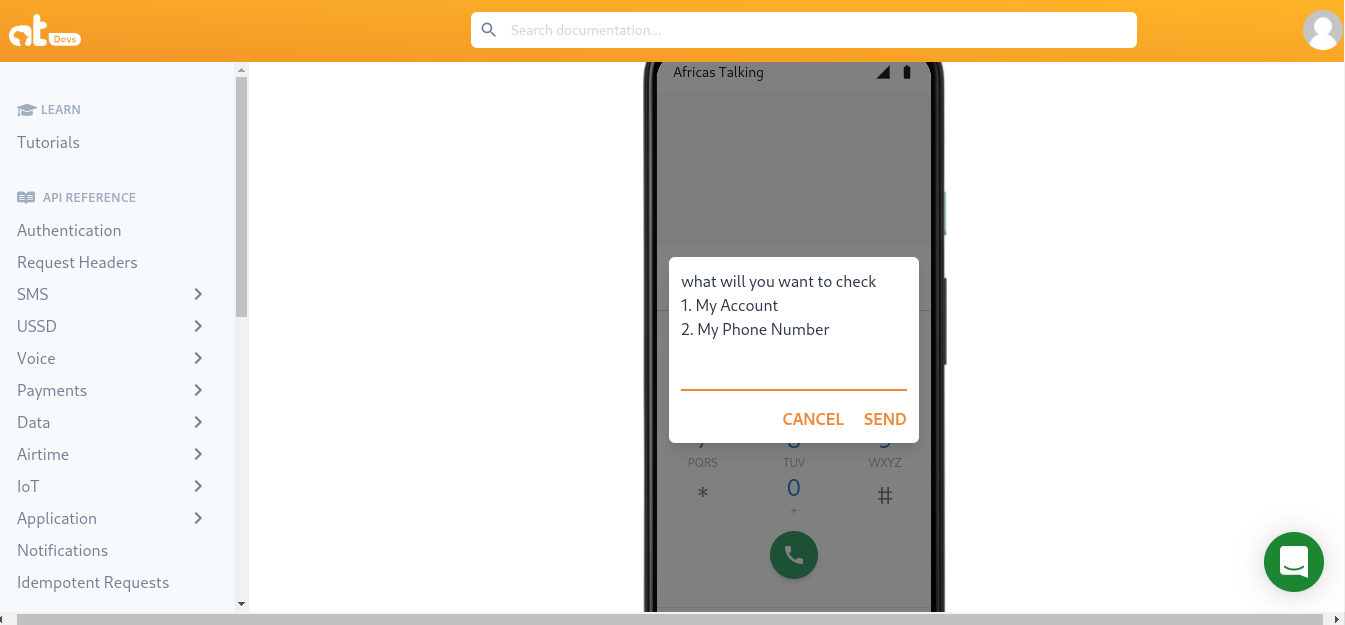 at
Devs
Search documentation...
LEARN
Tutorials
API REFERENCE
Authentication
Request Headers
SMS
USSD
Voice
Payments
Data
Airtime
IoT
Application
Notifications
Idempotent Requests
Africas Talking
what will you want to check
1. My Account
2. My Phone Number
CANCEL SEND
PQRS TUV WXYZ
* 0 #
+